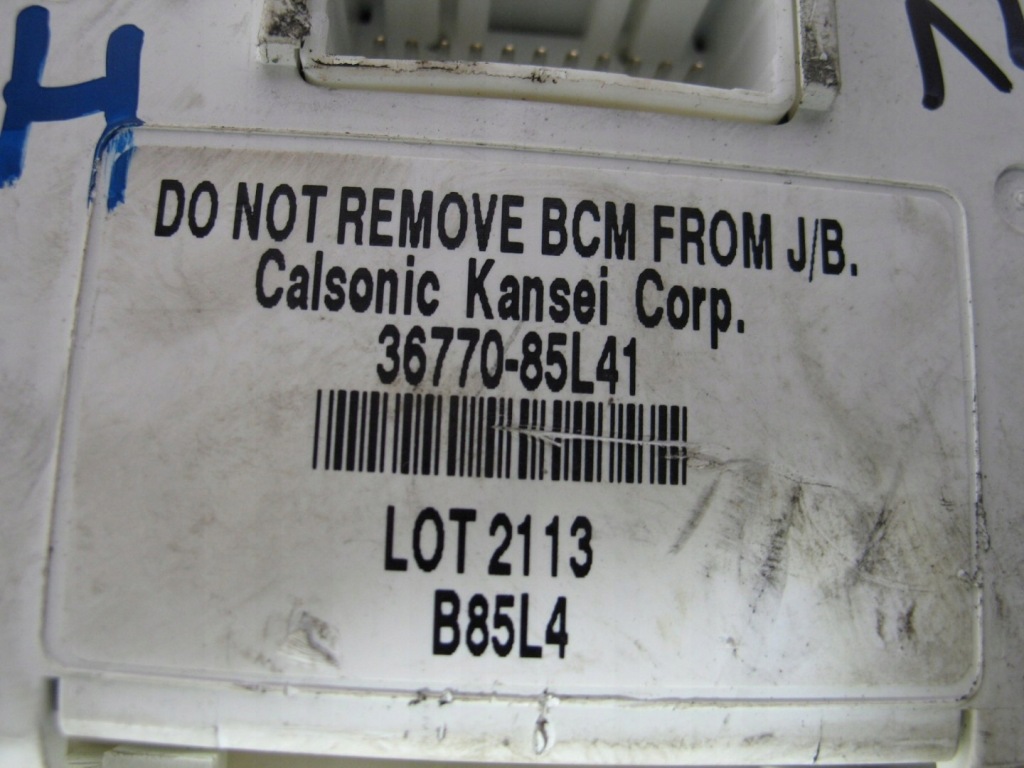 H
DO NOT REMOVE BCM FROM J/B.
Calsonic Kansei Corp.
36770-85L41
LOT 2113
B85L4